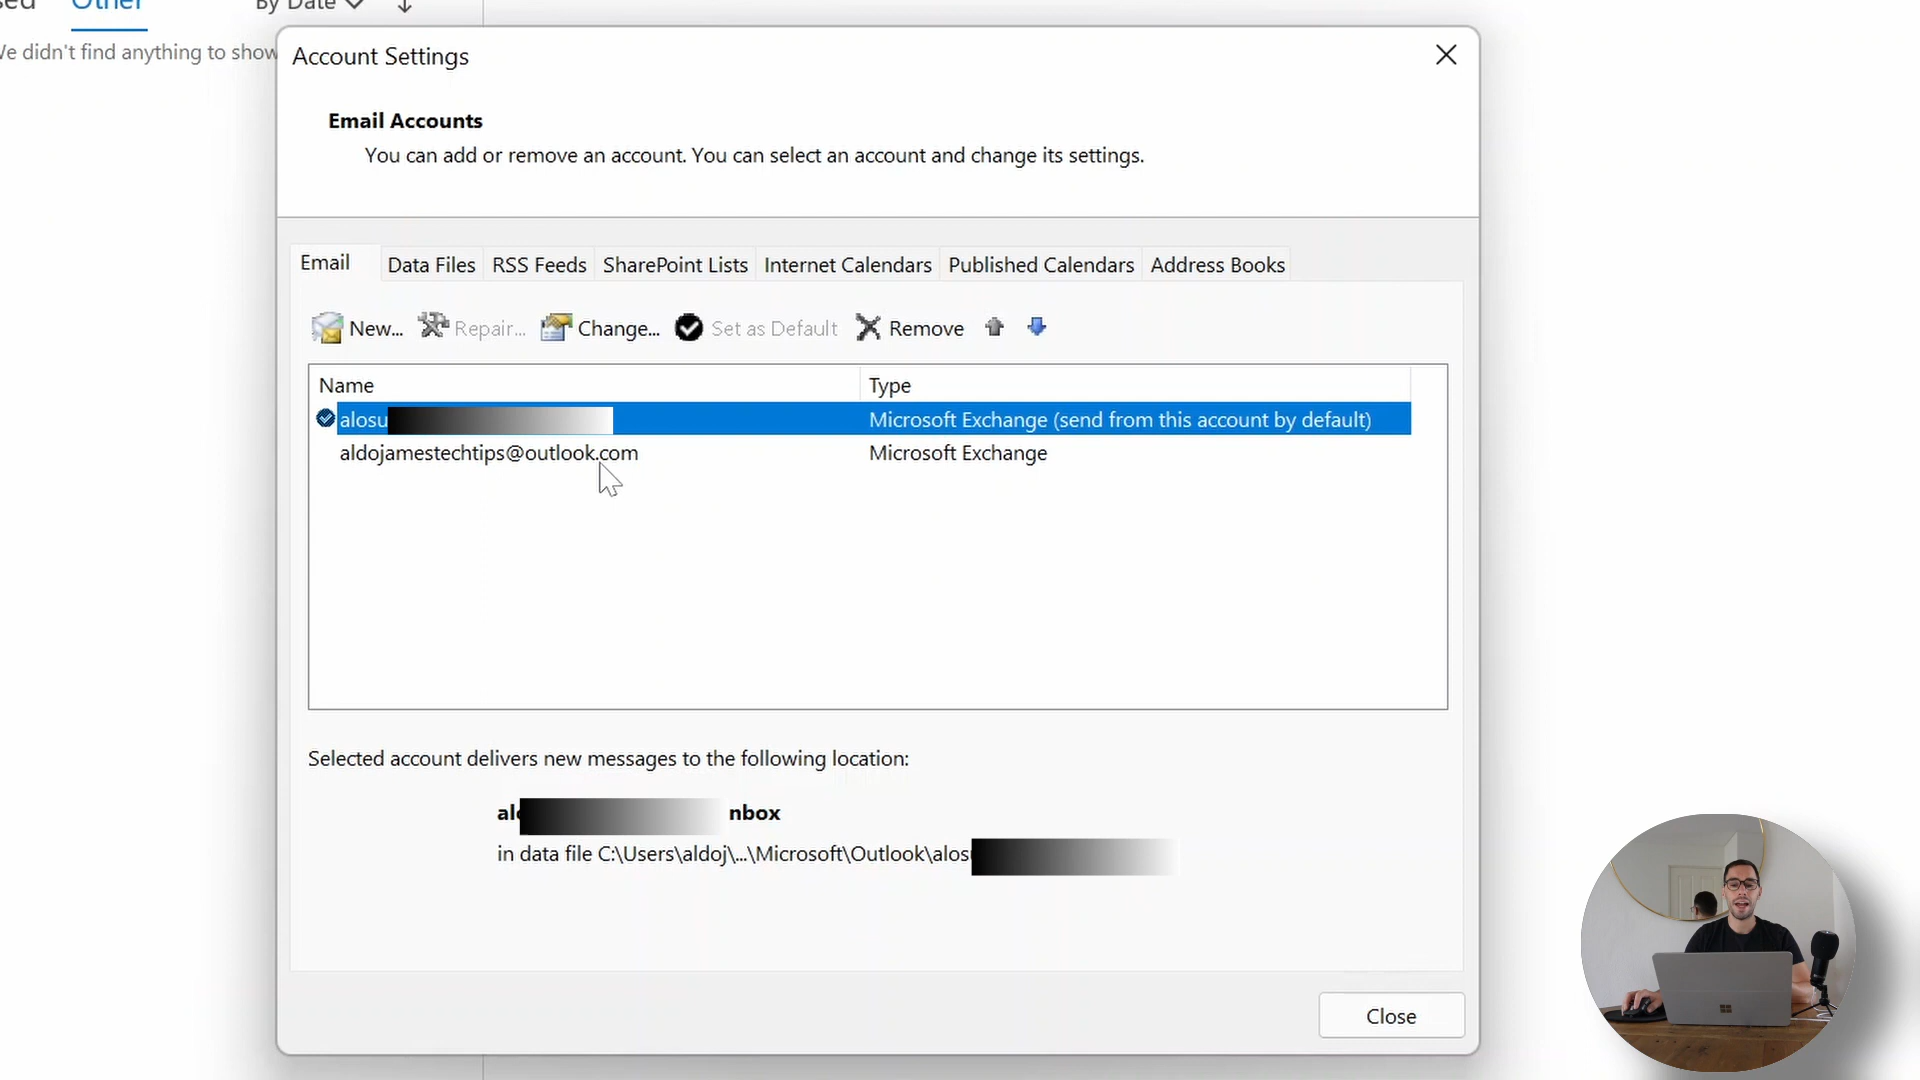 Other
By Date
We didn't find anything to show
Account Settings
Email Accounts
You can add or remove an account. You can select an account and change its settings.
Email Data Files RSS Feeds SharePoint Lists Internet Calendars Published Calendars Address Books
New... Repair... Change... Set as Default Remove
Name Type
alosu Microsoft Exchange (send from this account by default)
aldojamestechtips@outlook.com Microsoft Exchange
Selected account delivers new messages to the following location:
alo nbox
in data file C:\Users\aldoj\...\Microsoft\Outlook\alosu
Close